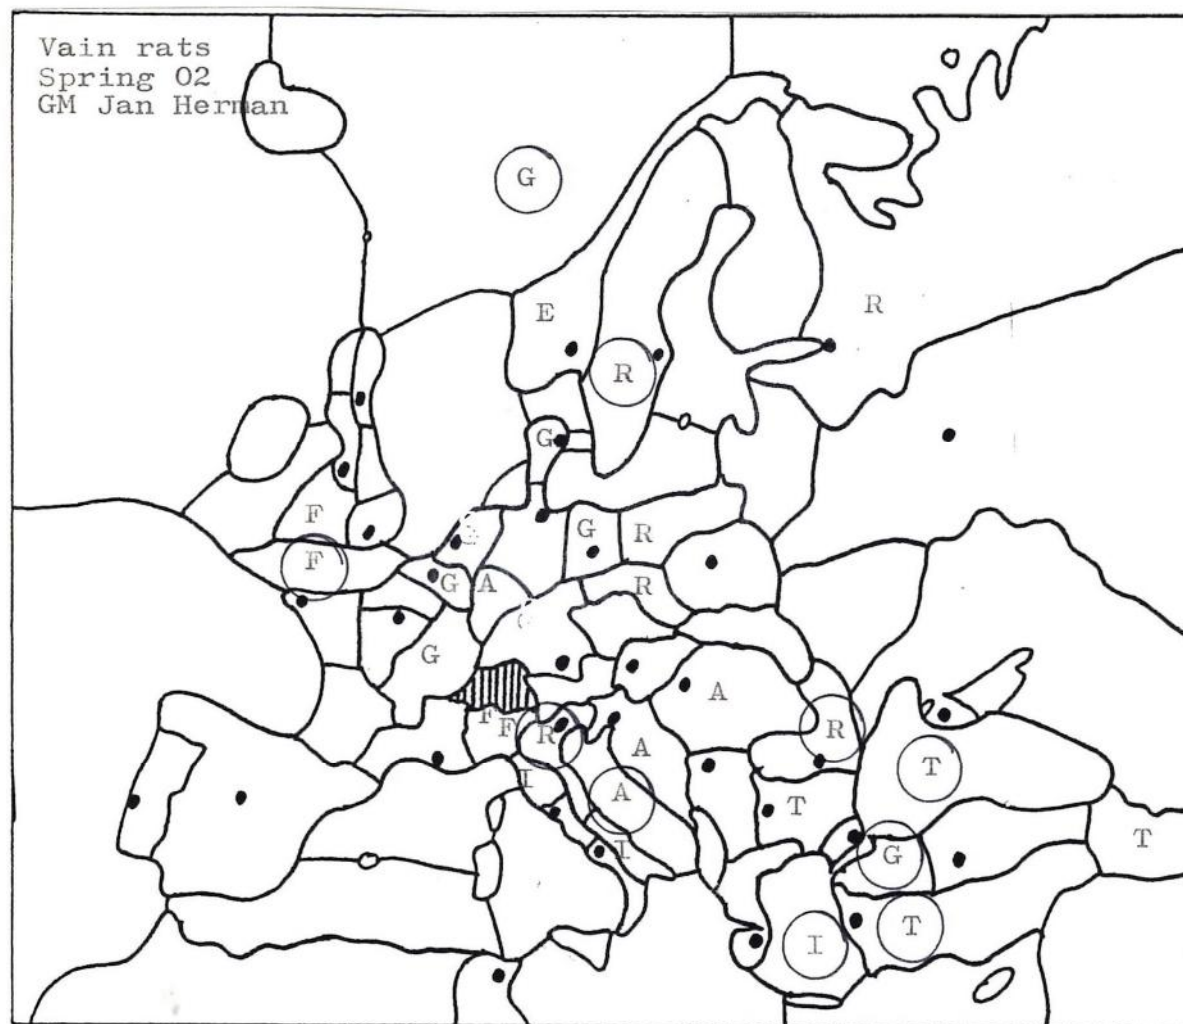 Vain rats
Spring 02
GM Jan Herman
G
R
E
R
G
F
G R
F
G A R
G
A
F F R R
A
T
I
A
T
T
I G
T
I